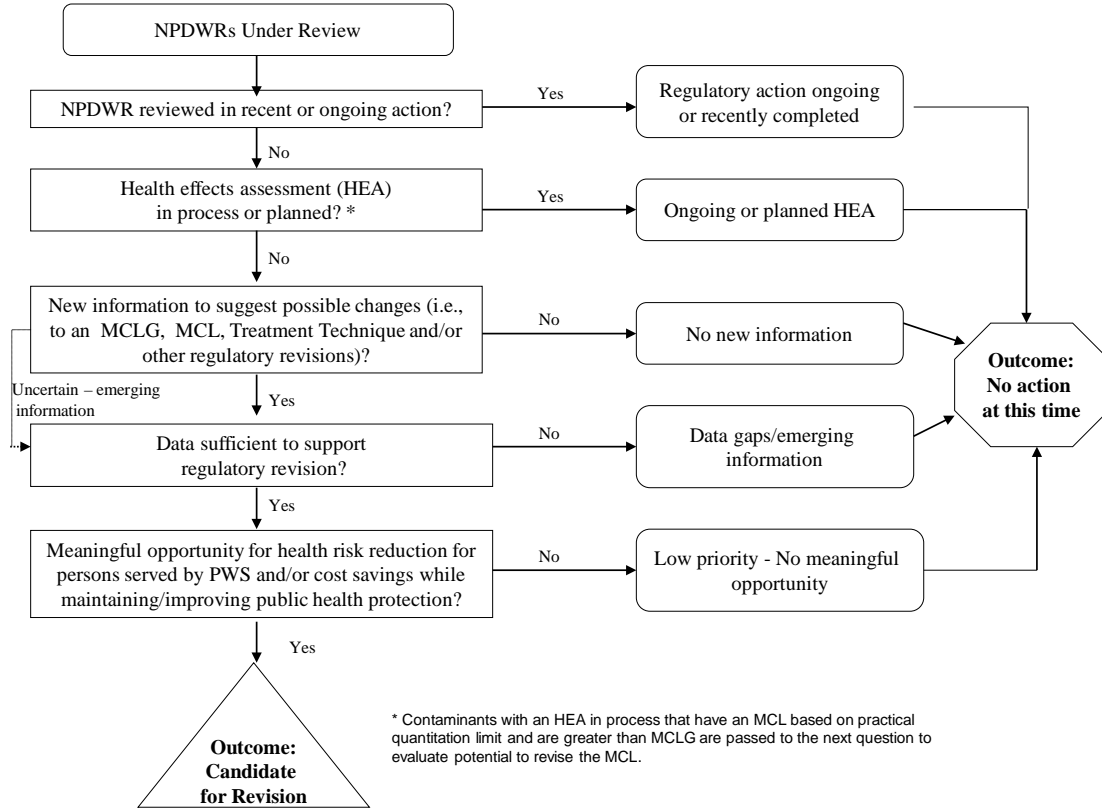 NPDWRs Under Review
NPDWR reviewed in recent or ongoing action?
Yes
Regulatory action ongoing
or recently completed
No
Health effects assessment (HEA)
in process or planned? *
Yes
Ongoing or planned HEA
No
New information to suggest possible changes (i.e.,
to an MCLG, MCL, Treatment Technique and/or
other regulatory revisions)?
No
No new information
Outcome:
No action
at this time
Uncertain – emerging
information
Yes
Data sufficient to support
regulatory revision?
No
Data gaps/emerging
information
Yes
Meaningful opportunity for health risk reduction for
persons served by PWS and/or cost savings while
maintaining/improving public health protection?
No
Low priority - No meaningful
opportunity
Yes
Outcome:
Candidate
for Revision
* Contaminants with an HEA in process that have an MCL based on practical
quantitation limit and are greater than MCLG are passed to the next question to
evaluate potential to revise the MCL.